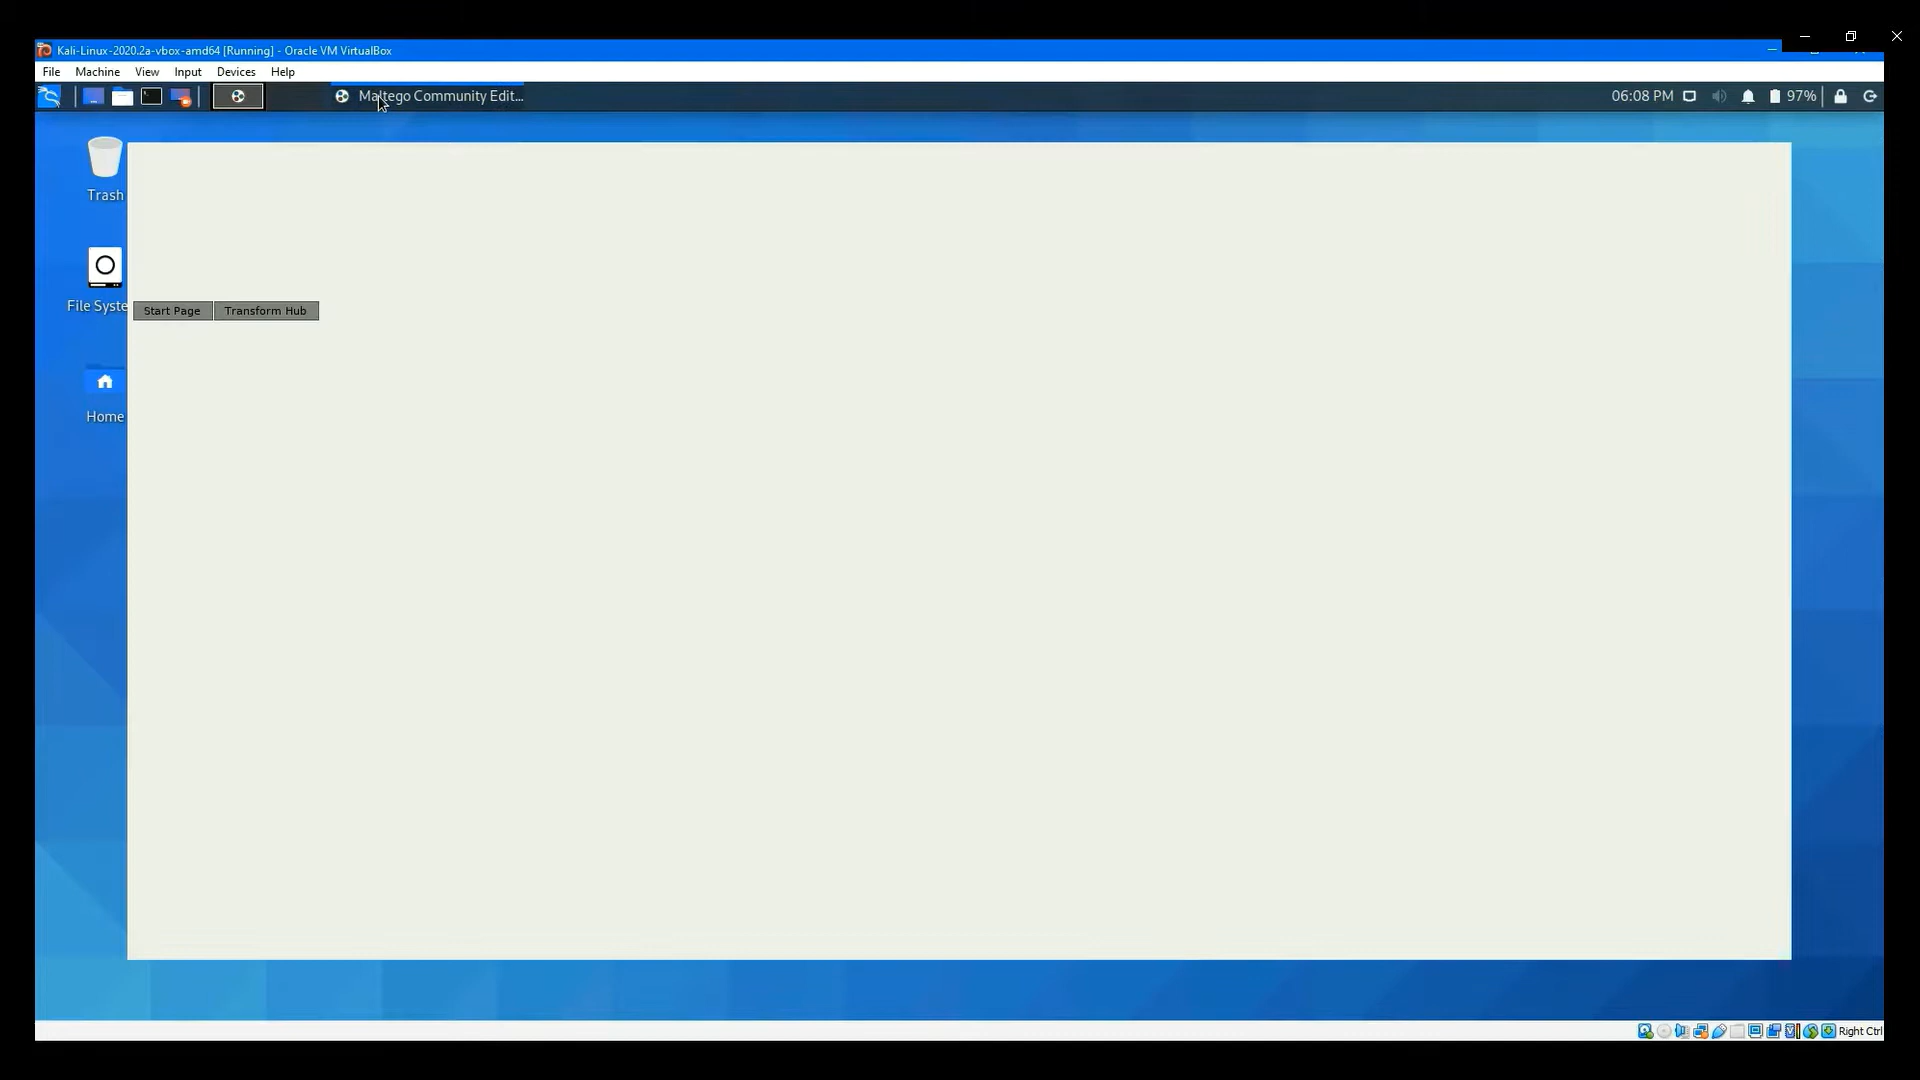 Kali-Linux-2020.2a-vbox-amd64 [Running] - Oracle VM VirtualBox
File Machine View Input Devices Help
Maltego Community Edit...
06:08 PM 97%
Trash
File Syste
Start Page Transform Hub
Home
Right Ctrl